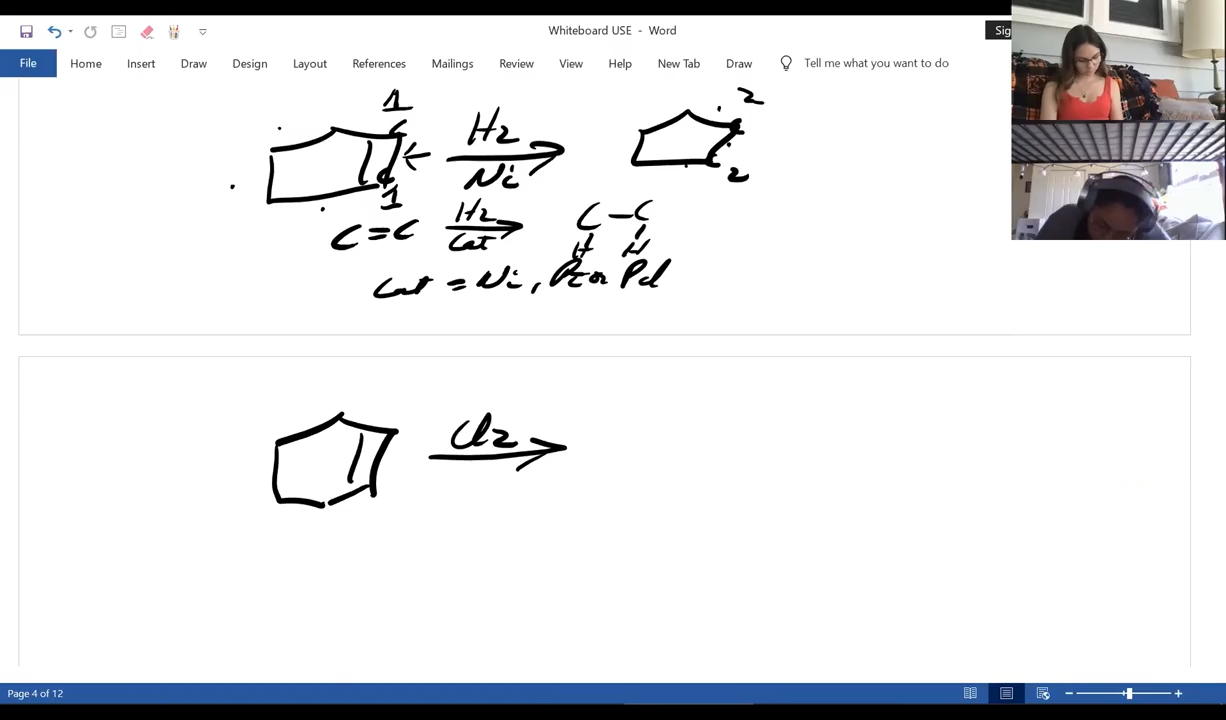 Whiteboard USE - Word
Sig
File Home Insert Draw Design Layout References Mailings Review View Help New Tab Draw Tell me what you want to do
1 2
C H2 C
Ni
C C
1 2
C = C H2 C - C
Cat H H
Cat = Ni, Pt or Pd
Cl2
Page 4 of 12